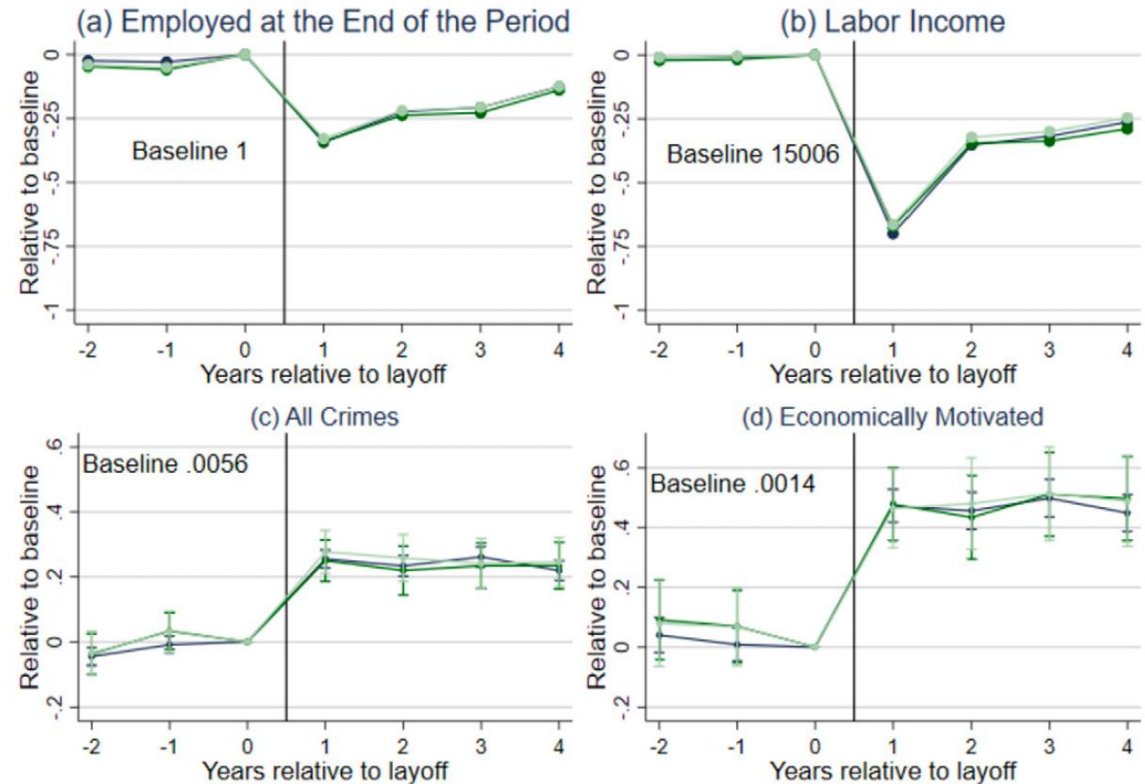 (a) Employed at the End of the Period
Relative to baseline
0
-.25
-.5
-.75
-1
Baseline 1
-2 -1 0 1 2 3 4
Years relative to layoff
(b) Labor Income
Relative to baseline
0
-.25
-.5
-.75
-1
Baseline 15006
-2 -1 0 1 2 3 4
Years relative to layoff
(c) All Crimes
Relative to baseline
.6
.4
.2
0
-.2
Baseline .0056
-2 -1 0 1 2 3 4
Years relative to layoff
(d) Economically Motivated
Relative to baseline
.6
.4
.2
0
-.2
Baseline .0014
-2 -1 0 1 2 3 4
Years relative to layoff